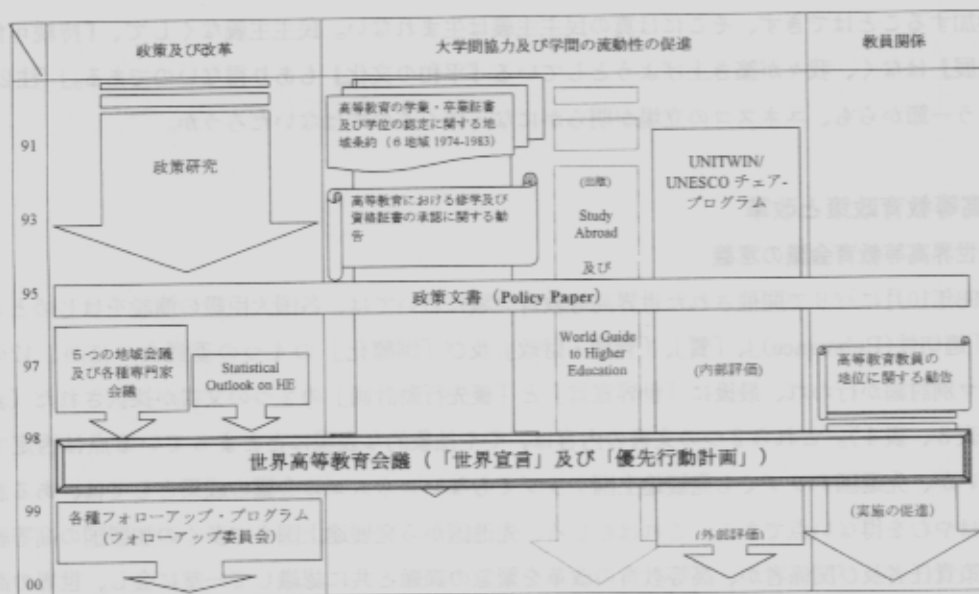 政策及び改革
大学間協力及び学間の流動性の促進
教員関係
91
93
95
97
98
99
00
政策研究
高等教育の学業・卒業証書
及び学位の認定に関する地
域条約（6地域 1974-1983）
高等教育における修学及び
資格証書の承認に関する勧
告
(出版)
Study
Abroad
及び
UNITWIN/
UNESCO チェア-
プログラム
政策文書（Policy Paper）
5つの地域会議
及び各種専門家
会議
Statistical
Outlook on HE
World Guide
to Higher
Education
(内部評価)
高等教育教員の
地位に関する勧告
世界高等教育会議（「世界宣言」及び「優先行動計画」）
各種フォローアップ・プログラム
（フォローアップ委員会）
(外部評価)
(実施の促進)